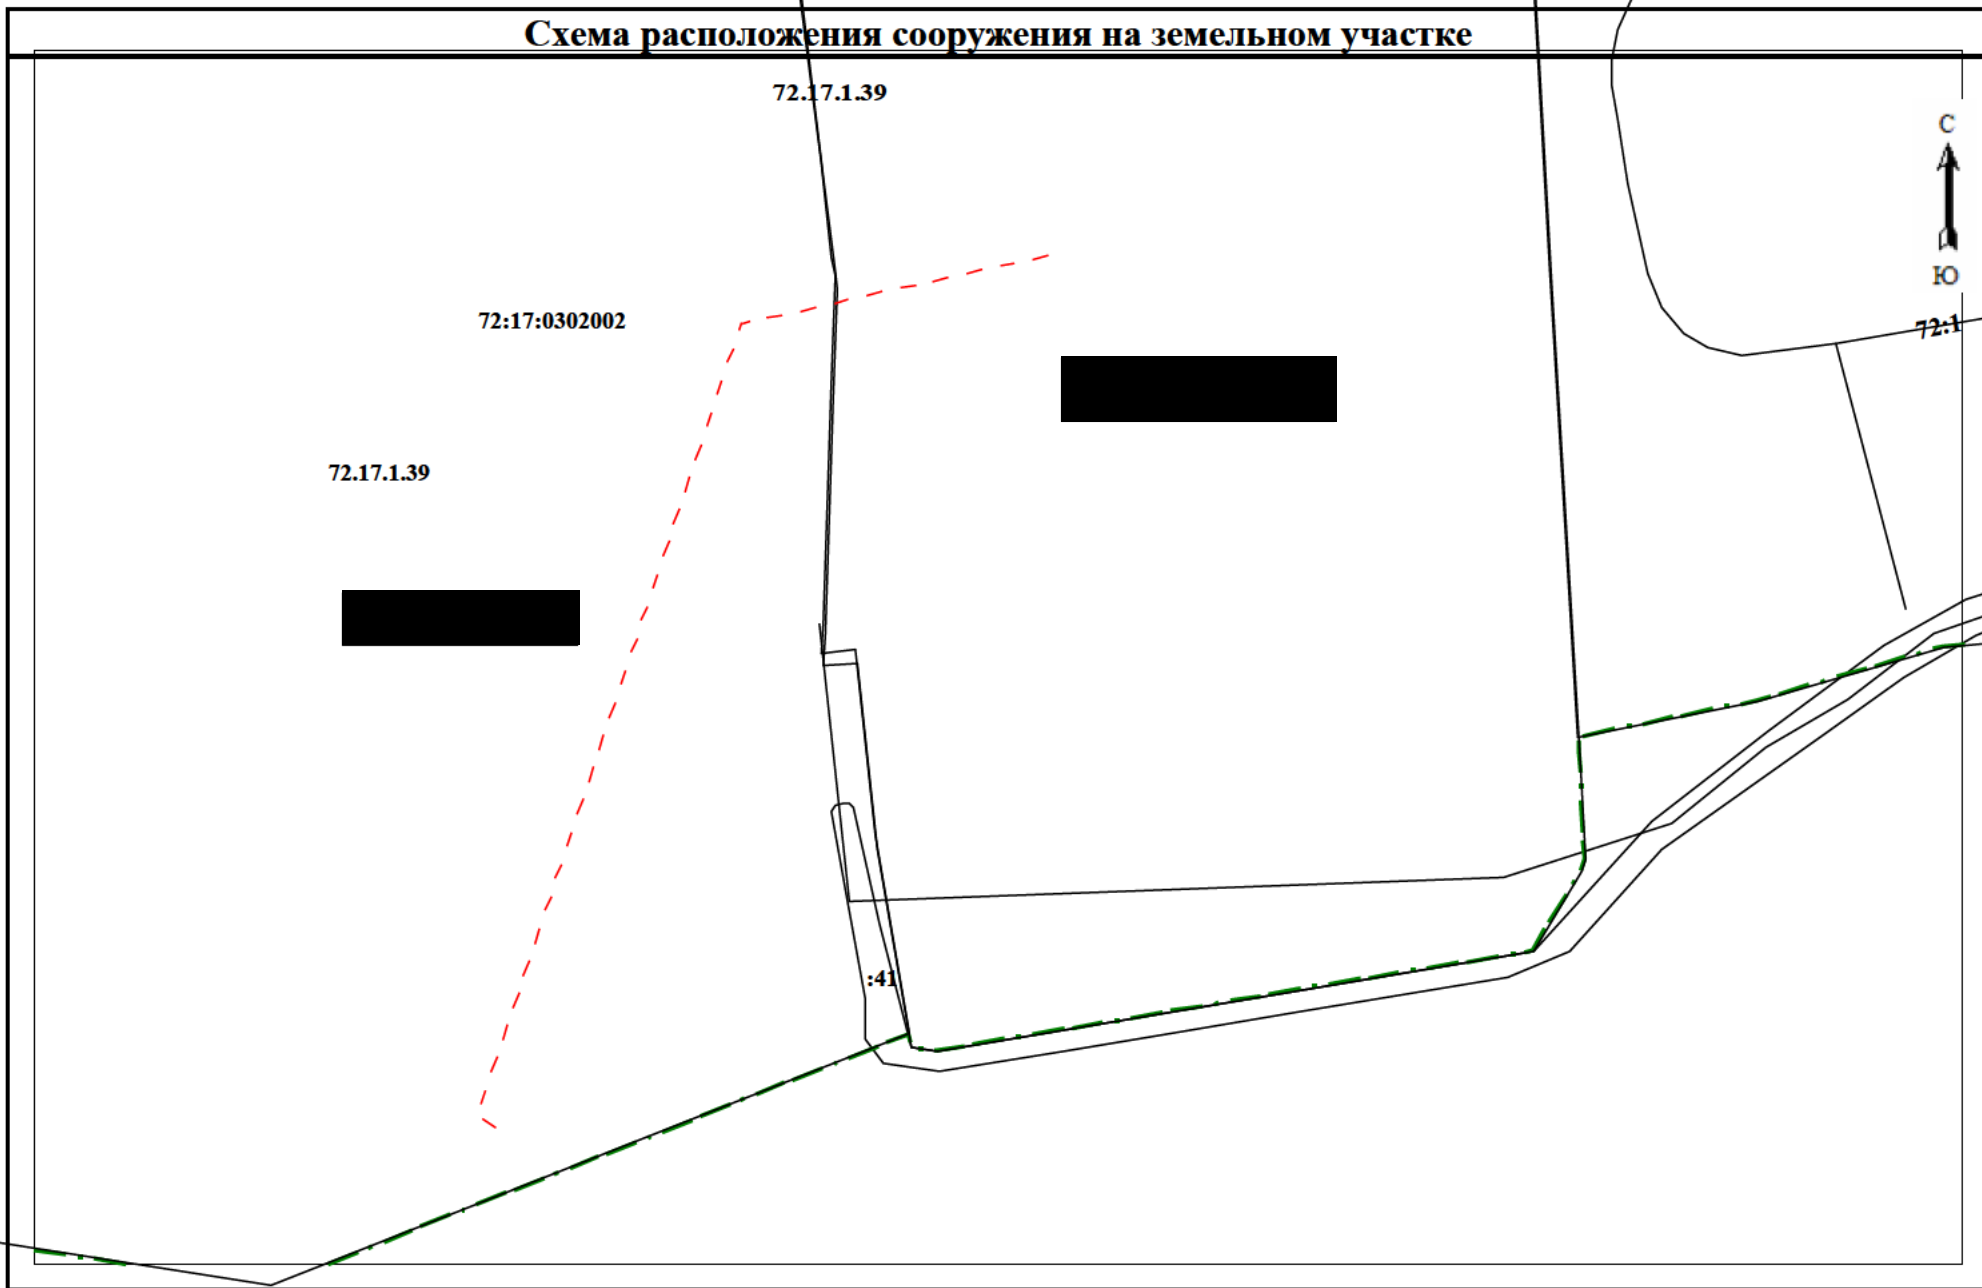 Схема расположения сооружения на земельном участке
72.17.1.39
С
Ю
72:17:0302002
72:1
72.17.1.39
:41